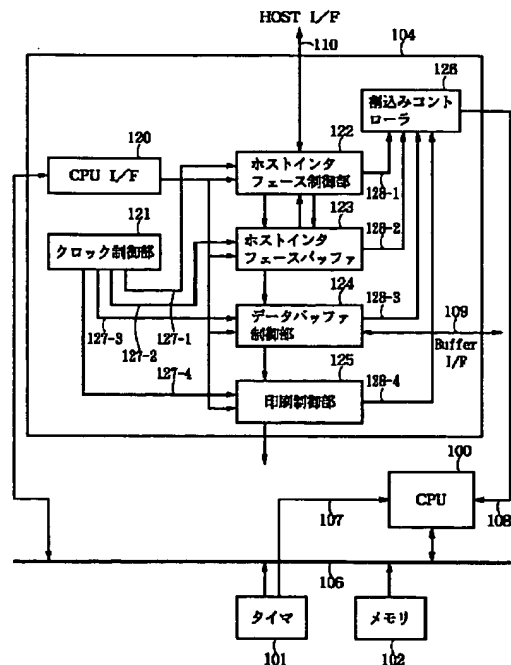 HOST I/F
110
104
126
割込みコント
ローラ
120
CPU I/F
122
ホストインタ
フェース制御部
128-1
121
クロック制御部
123
ホストインタ
フェースバッファ
128-2
124
データバッファ
制御部
128-3
109
Buffer
I/F
127-3
127-2
127-1
127-4
125
印刷制御部
128-4
100
CPU
107
108
106
タイマ
101
メモリ
102